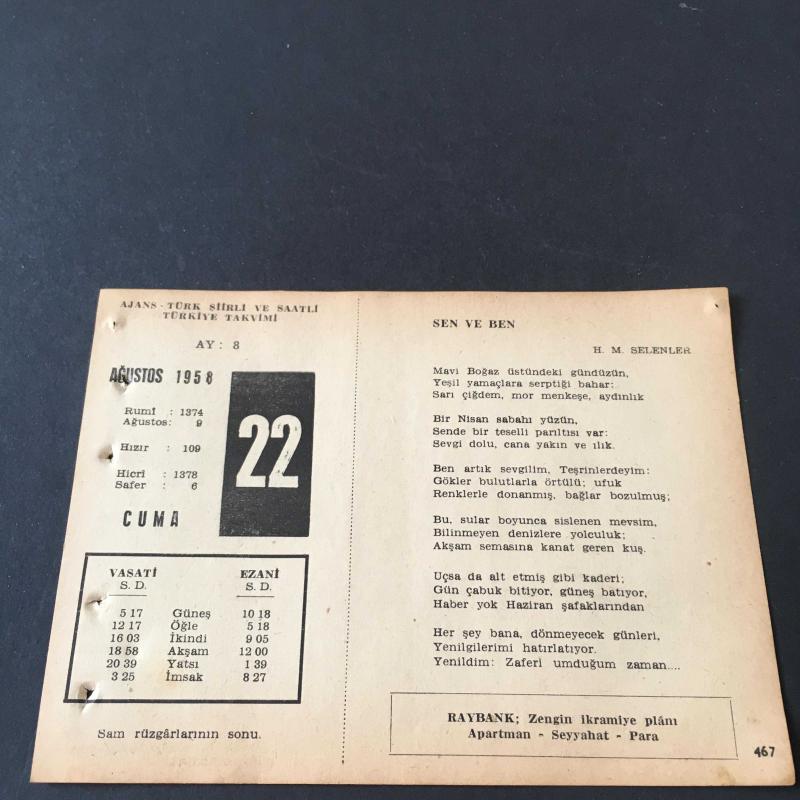 AJANS - TÜRK ŞİİRLİ VE SAATLİ
TÜRKİYE TAKVİMİ
AY : 8
AĞUSTOS 1958
Rumî : 1374
Ağustos: 9
Hızır : 109
Hicrî : 1378
Safer : 6
CUMA
22
VASATİ EZANİ
S. D. S. D.
5 17 Güneş 10 18
12 17 Öğle 5 18
16 03 İkindi 9 05
18 58 Akşam 12 00
20 39 Yatsı 1 39
3 25 İmsak 8 27
Sam rüzgârlarının sonu.
SEN VE BEN
H. M. SELENLER
Mavi Boğaz üstündeki gündüzün,
Yeşil yamaçlara serptiği bahar:
Sarı çiğdem, mor menkeşe, aydınlık
Bir Nisan sabahı yüzün,
Sende bir teselli parıltısı var:
Sevgi dolu, cana yakın ve ılık.
Ben artık sevgilim, Teşrinlerdeyim:
Gökler bulutlarla örtülü; ufuk
Renklerle donanmış, bağlar bozulmuş;
Bu, sular boyunca sislenen mevsim,
Bilinmeyen denizlere yolculuk;
Akşam semasına kanat geren kuş.
Uçsa da alt etmiş gibi kaderi;
Gün çabuk bitiyor, güneş batıyor,
Haber yok Haziran şafaklarından
Her şey bana, dönmeyecek günleri,
Yenilgilerimi hatırlatıyor.
Yenildim: Zaferi umduğum zaman....
RAYBANK; Zengin ikramiye plânı
Apartman - Seyyahat - Para
467